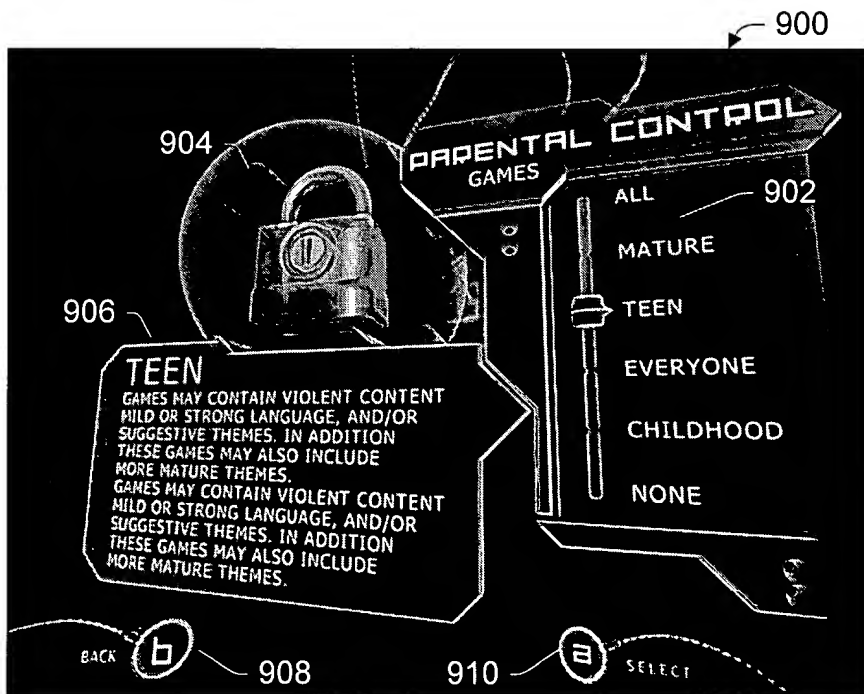 900
PARENTAL CONTROL
GAMES
904
ALL
902
MATURE
TEEN
EVERYONE
CHILDHOOD
NONE
906
TEEN
GAMES MAY CONTAIN VIOLENT CONTENT
MILD OR STRONG LANGUAGE, AND/OR
SUGGESTIVE THEMES. IN ADDITION
THESE GAMES MAY ALSO INCLUDE
MORE MATURE THEMES.
GAMES MAY CONTAIN VIOLENT CONTENT
MILD OR STRONG LANGUAGE, AND/OR
SUGGESTIVE THEMES. IN ADDITION
THESE GAMES MAY ALSO INCLUDE
MORE MATURE THEMES.
BACK b 908
910 a SELECT